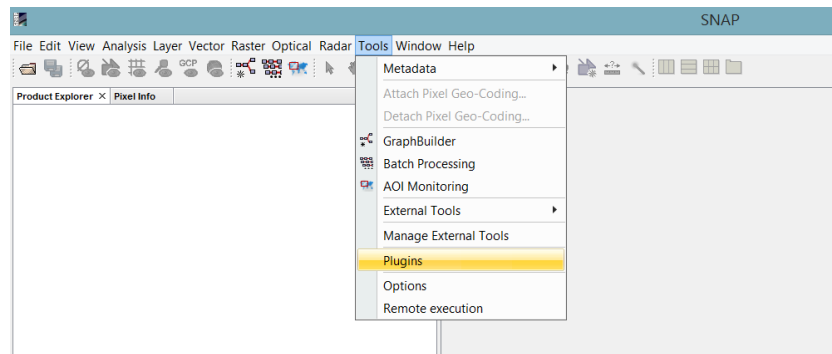 SNAP
File Edit View Analysis Layer Vector Raster Optical Radar Tools Window Help
GCP
Product Explorer × Pixel Info
Metadata
Attach Pixel Geo-Coding...
Detach Pixel Geo-Coding...
GraphBuilder
Batch Processing
AOI Monitoring
External Tools
Manage External Tools
Plugins
Options
Remote execution